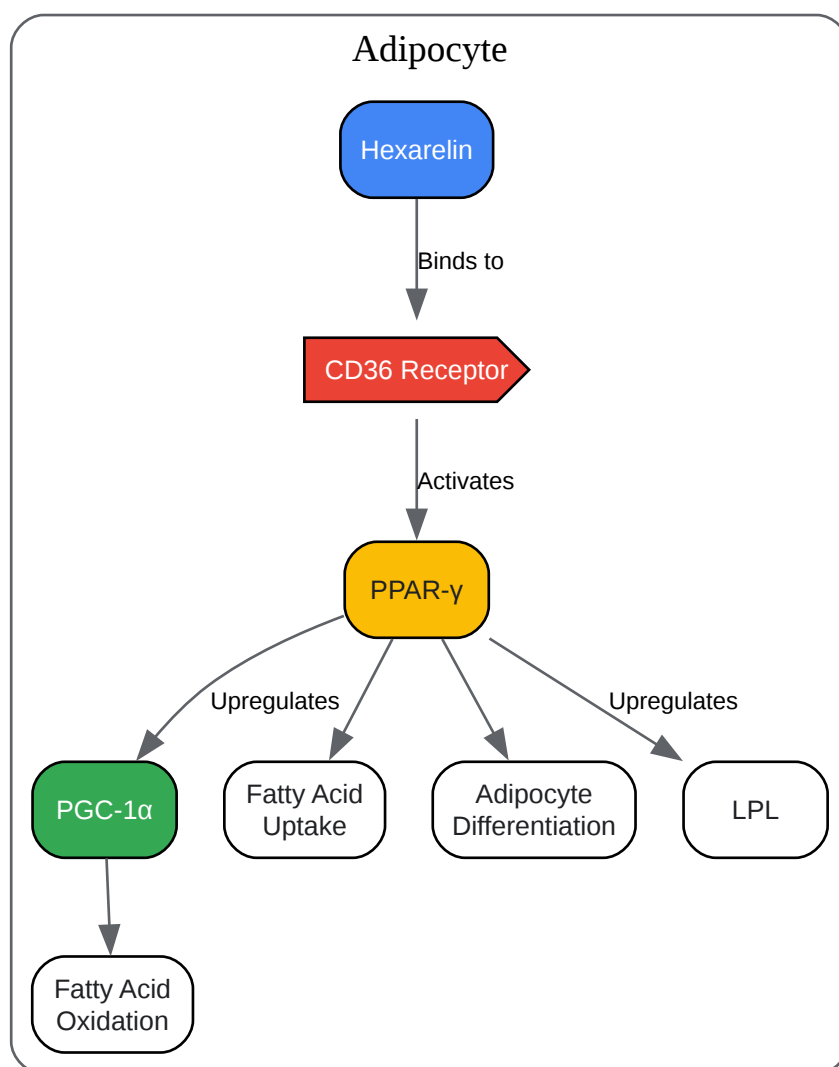 Adipocyte
Hexarelin
Binds to
CD36 Receptor
Activates
PPAR-γ
Upregulates
Upregulates
PGC-1α
Fatty Acid
Uptake
Adipocyte
Differentiation
LPL
Fatty Acid
Oxidation